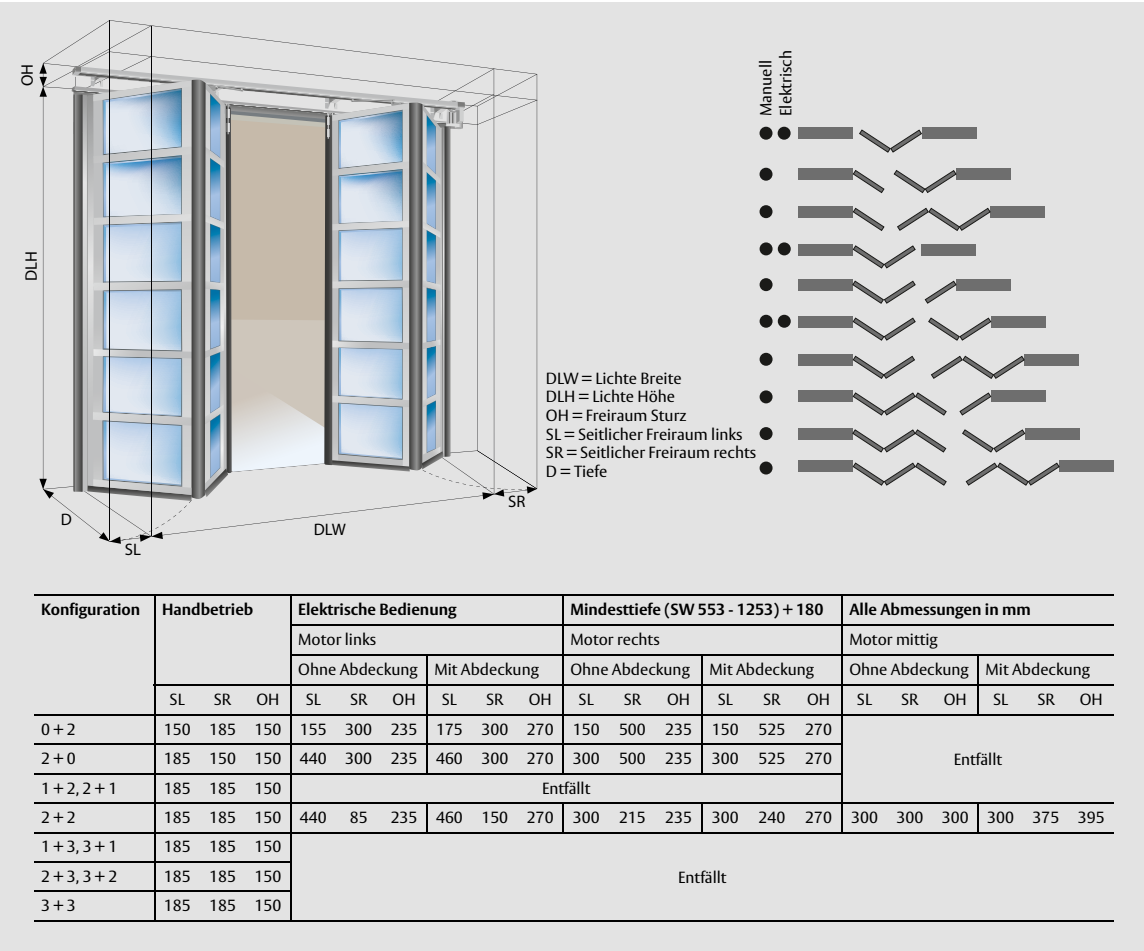 OH
DLH
D
SL
DLW
SR
Manuell
Elektrisch
DLW = Lichte Breite
DLH = Lichte Höhe
OH = Freiraum Sturz
SL = Seitlicher Freiraum links
SR = Seitlicher Freiraum rechts
D = Tiefe
Konfiguration Handbetrieb Elektrische Bedienung Mindesttiefe (SW 553 - 1253) + 180 Alle Abmessungen in mm
Motor links Motor rechts Motor mittig
Ohne Abdeckung Mit Abdeckung Ohne Abdeckung Mit Abdeckung Ohne Abdeckung Mit Abdeckung
SL SR OH SL SR OH SL SR OH SL SR OH SL SR OH SL SR OH SL SR OH
0 + 2 150 185 150 155 300 235 175 300 270 150 500 235 150 525 270
2 + 0 185 150 150 440 300 235 460 300 270 300 500 235 300 525 270 Entfällt
1 + 2, 2 + 1 185 185 150 Entfällt
2 + 2 185 185 150 440 85 235 460 150 270 300 215 235 300 240 270 300 300 300 300 375 395
1 + 3, 3 + 1 185 185 150
2 + 3, 3 + 2 185 185 150 Entfällt
3 + 3 185 185 150